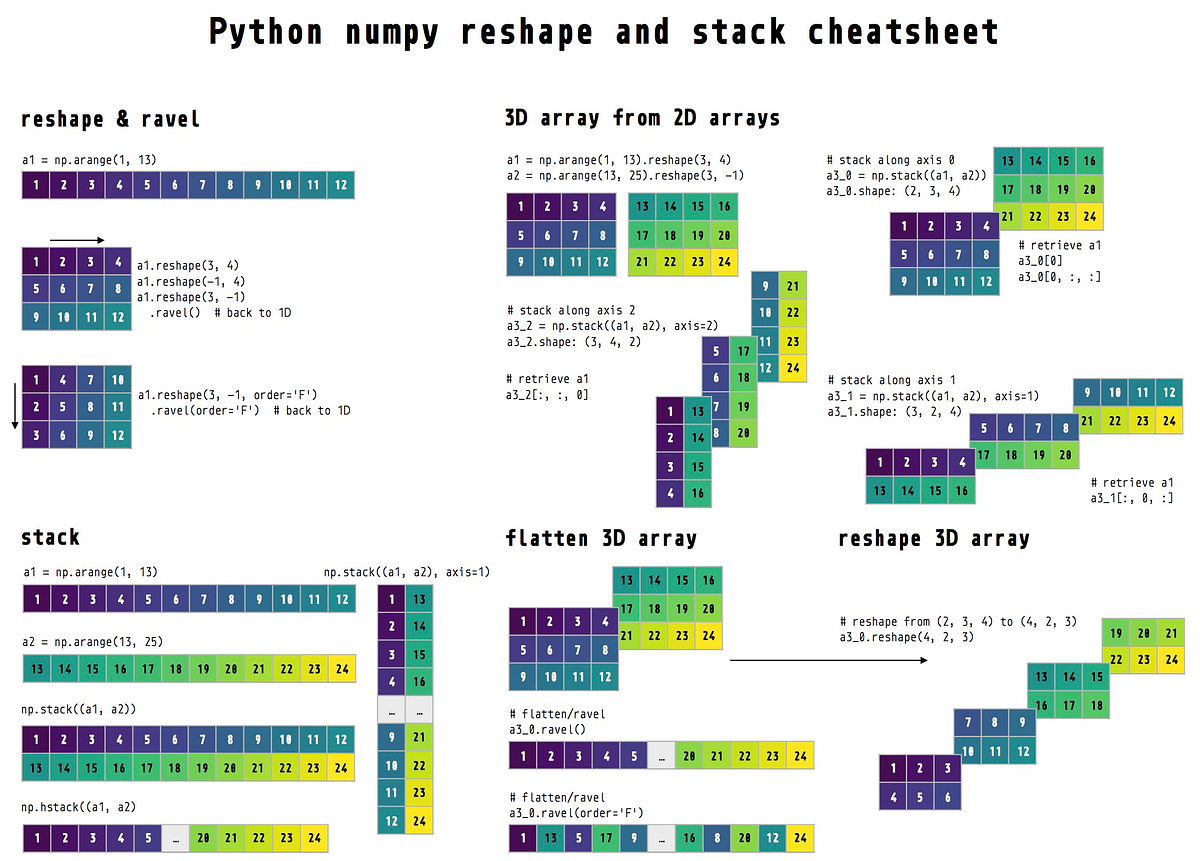 Python numpy reshape and stack cheatsheet
reshape & ravel
a1 = np.arange(1, 13)
1 2 3 4 5 6 7 8 9 10 11 12
1 2 3 4
5 6 7 8
9 10 11 12
a1.reshape(3, 4)
a1.reshape(-1, 4)
a1.reshape(3, -1)
.ravel() # back to 1D
1 4 7 10
2 5 8 11
3 6 9 12
a1.reshape(3, -1, order='F')
.ravel(order='F') # back to 1D
3D array from 2D arrays
a1 = np.arange(1, 13).reshape(3, 4)
a2 = np.arange(13, 25).reshape(3, -1)
1 2 3 4
5 6 7 8
9 10 11 12
13 14 15 16
17 18 19 20
21 22 23 24
# stack along axis 0
a3_0 = np.stack((a1, a2))
a3_0.shape: (2, 3, 4)
13 14 15 16
17 18 19 20
21 22 23 24
1 2 3 4
5 6 7 8
9 10 11 12
# retrieve a1
a3_0[0]
a3_0[0, :, :]
# stack along axis 2
a3_2 = np.stack((a1, a2), axis=2)
a3_2.shape: (3, 4, 2)
# retrieve a1
a3_2[:, :, 0]
9 21
10 22
11 23
12 24
5 17
6 18
7 19
8 20
1 13
2 14
3 15
4 16
# stack along axis 1
a3_1 = np.stack((a1, a2), axis=1)
a3_1.shape: (3, 2, 4)
9 10 11 12
21 22 23 24
5 6 7 8
17 18 19 20
1 2 3 4
13 14 15 16
# retrieve a1
a3_1[:, 0, :]
stack
a1 = np.arange(1, 13)
1 2 3 4 5 6 7 8 9 10 11 12
a2 = np.arange(13, 25)
13 14 15 16 17 18 19 20 21 22 23 24
np.stack((a1, a2))
1 2 3 4 5 6 7 8 9 10 11 12
13 14 15 16 17 18 19 20 21 22 23 24
np.hstack((a1, a2)
1 2 3 4 5 … 20 21 22 23 24
np.stack((a1, a2), axis=1)
1 13
2 14
3 15
4 16
… …
9 21
10 22
11 23
12 24
flatten 3D array
13 14 15 16
17 18 19 20
21 22 23 24
1 2 3 4
5 6 7 8
9 10 11 12
# flatten/ravel
a3_0.ravel()
1 2 3 4 5 … 20 21 22 23 24
# flatten/ravel
a3_0.ravel(order='F')
1 13 5 17 9 … 16 8 20 12 24
reshape 3D array
# reshape from (2, 3, 4) to (4, 2, 3)
a3_0.reshape(4, 2, 3)
19 20 21
22 23 24
13 14 15
16 17 18
7 8 9
10 11 12
1 2 3
4 5 6